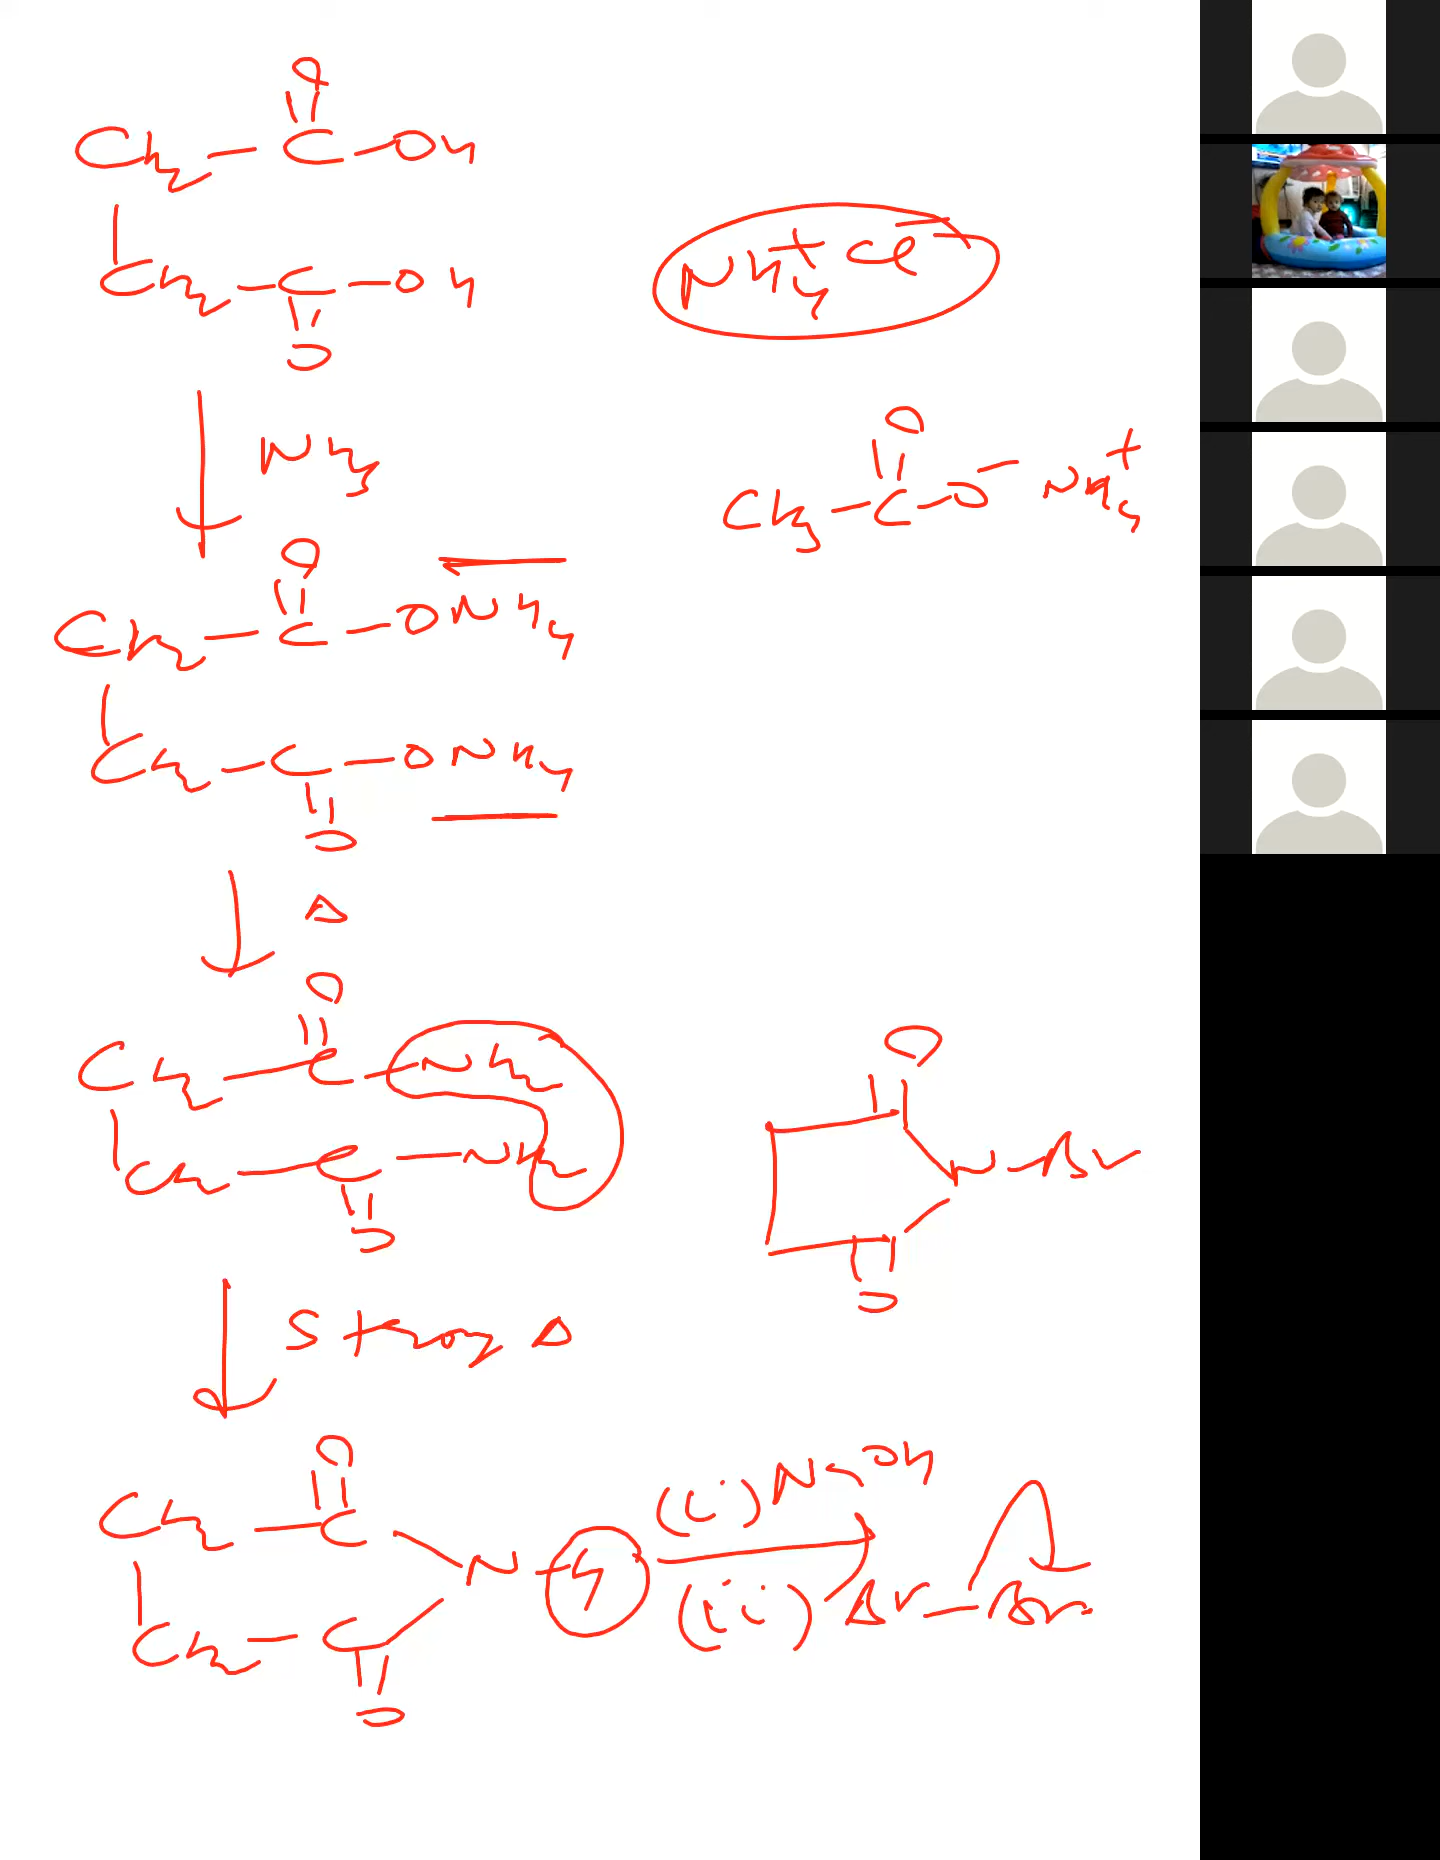 O
CH2 - C - OH
CH2 - C - OH
O
NH4+ Cl-
NH3
O
CH3 - C - O- NH4+
O
CH2 - C - ONH4
CH2 - C - ONH4
O
Δ
O
CH2 - C - NH2
CH2 - C - NH2
O
O
N - Br
O
Strong Δ
O
CH2 - C
N - H
CH2 - C
O
(i) NaOH
(ii) Br - Br